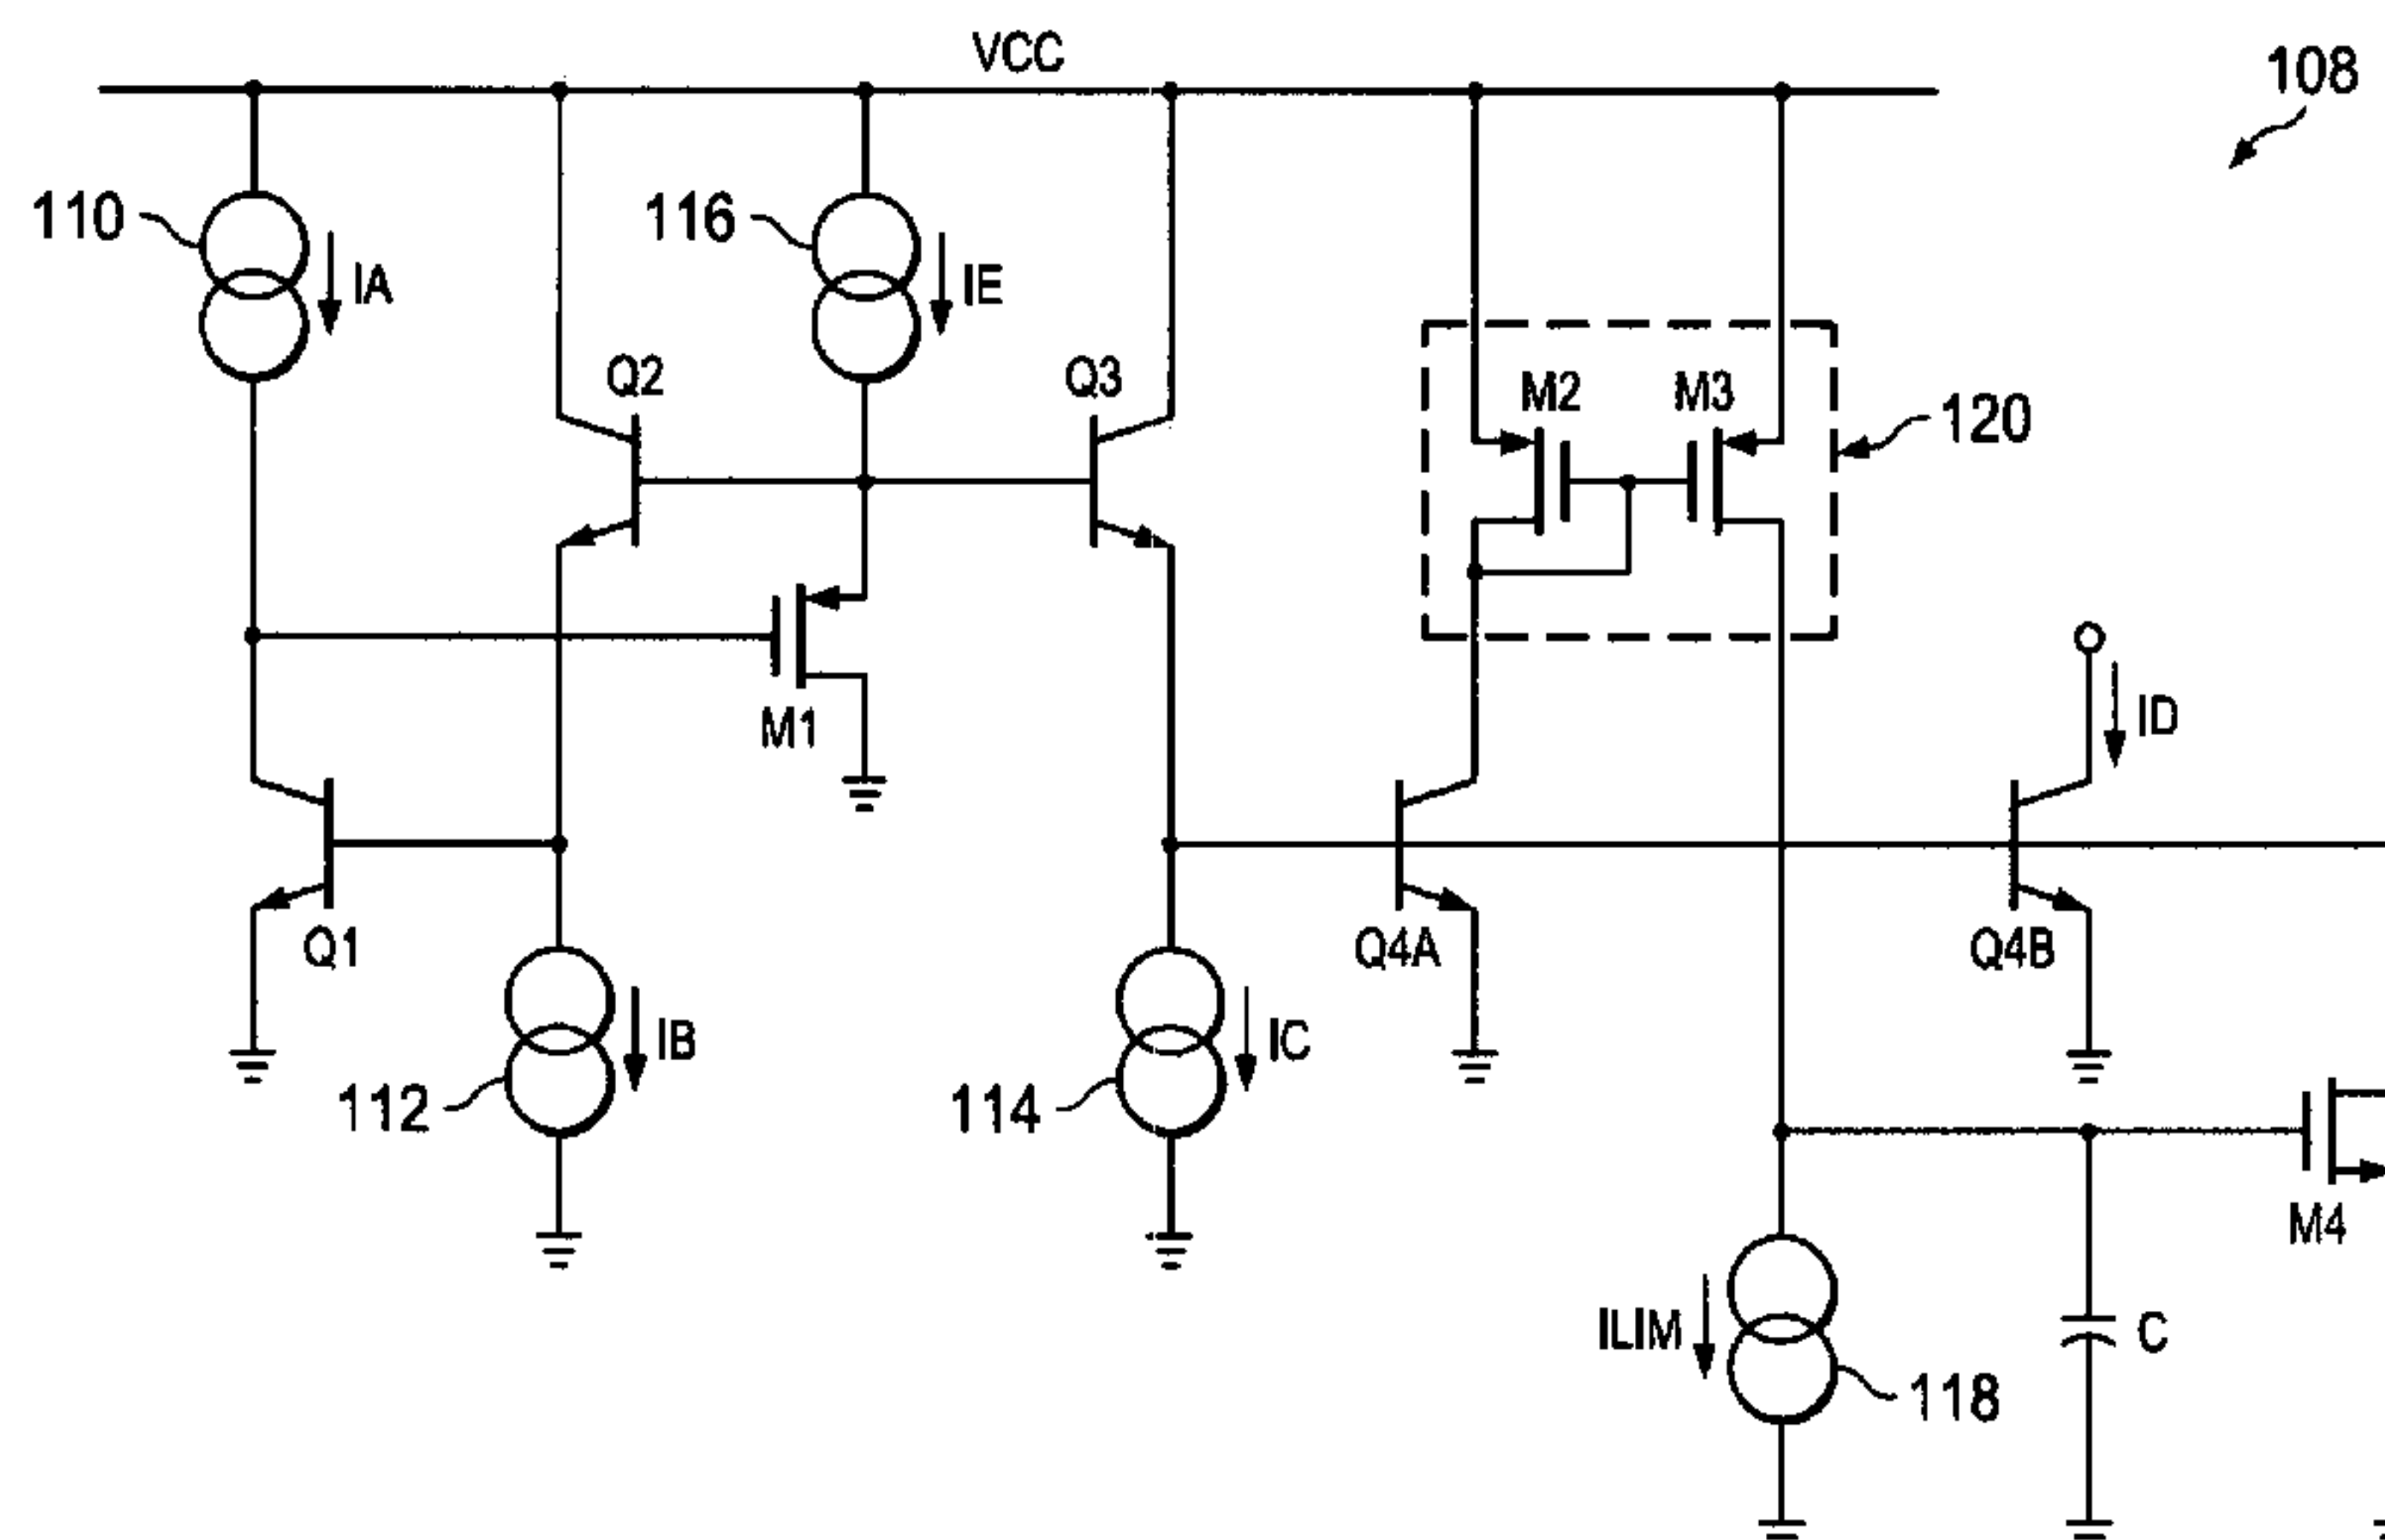 VCC
108
110
IA
116
IE
Q2
Q3
M2
M3
120
M1
ID
Q1
Q4A
Q4B
IB
112
IC
114
M4
ILIM
118
C